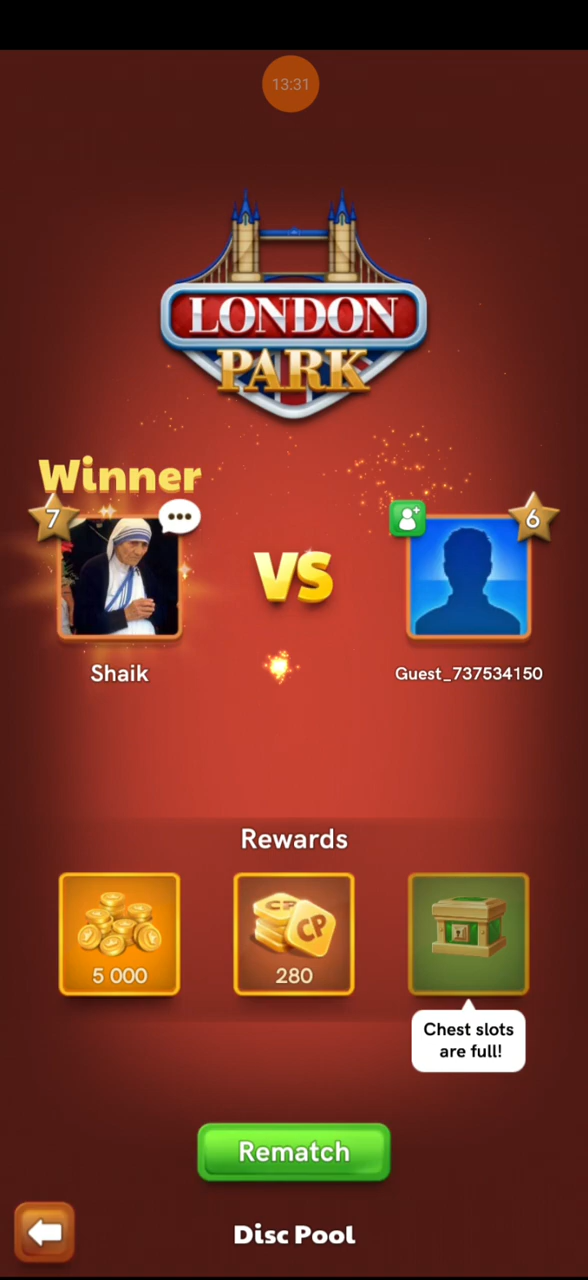 13:31
LONDON
PARK
Winner
7
6
VS
Shaik
Guest_737534150
Rewards
CP
CP
5 000
280
Chest slots
are full!
Rematch
Disc Pool